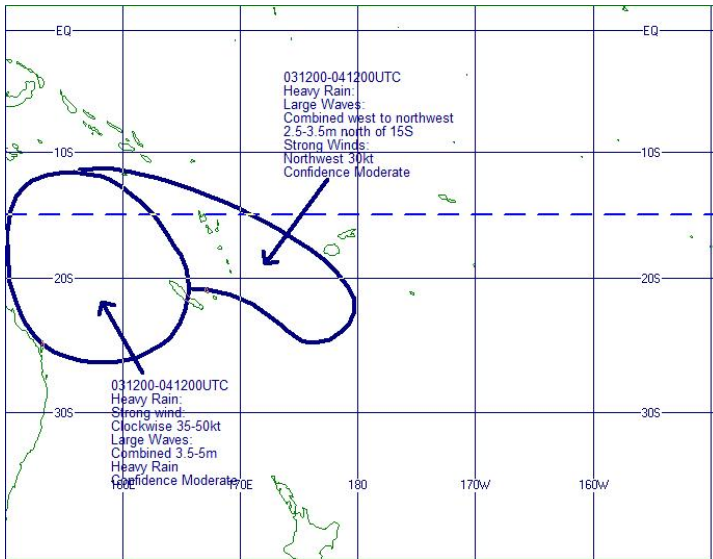 EQ
EQ
031200-041200UTC
Heavy Rain:
Large Waves:
Combined west to northwest
2.5-3.5m north of 15S
Strong Winds:
Northwest 30kt
Confidence Moderate
10S
10S
20S
20S
031200-041200UTC
Heavy Rain:
Strong wind:
Clockwise 35-50kt
Large Waves:
Combined 3.5-5m
Heavy Rain
Confidence Moderate
30S
30S
160E
170E
180
170W
160W